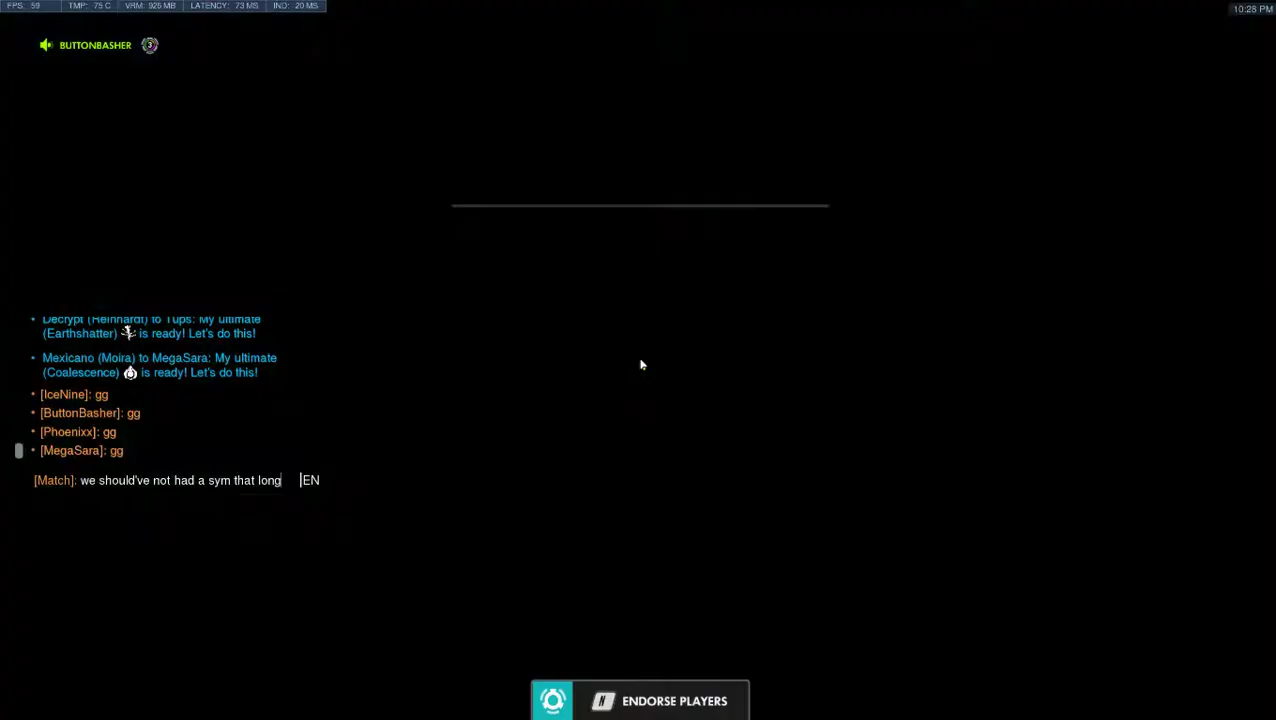 FPS: 59 TMP: 75 C VRM: 925 MB LATENCY: 73 MS IND: 20 MS
10:28 PM
BUTTONBASHER 3
Decrypt (Reinhardt) to Tups: My ultimate
(Earthshatter) is ready! Let's do this!
Mexicano (Moira) to MegaSara: My ultimate
(Coalescence) is ready! Let's do this!
[IceNine]: gg
[ButtonBasher]: gg
[Phoenixx]: gg
[MegaSara]: gg
[Match]: we should've not had a sym that long EN
N ENDORSE PLAYERS